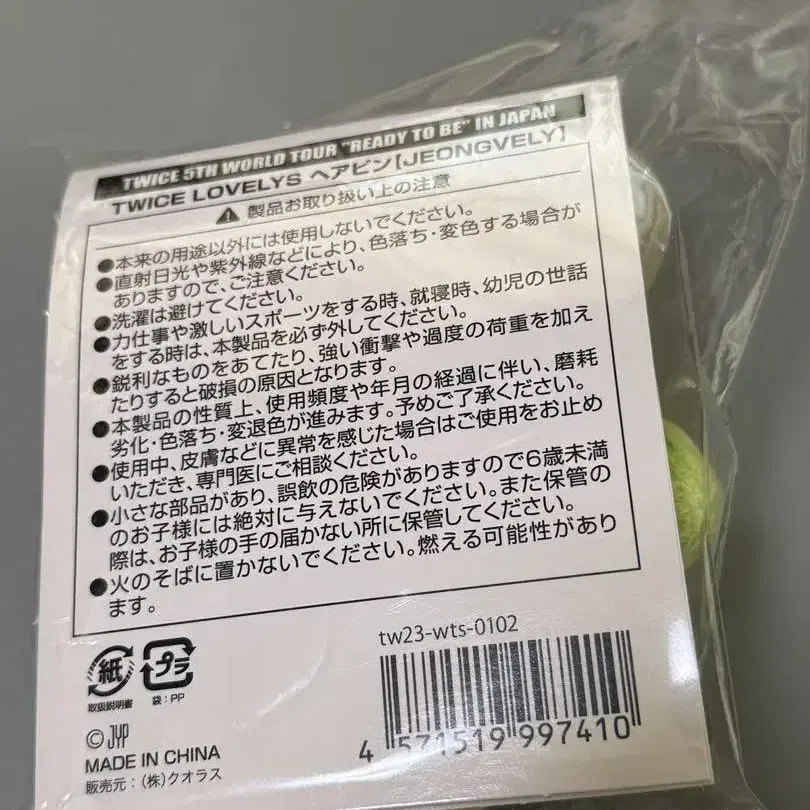 TWICE 5TH WORLD TOUR "READY TO BE" IN JAPAN
TWICE LOVELYS ヘアピン【JEONGVELY】
製品お取り扱い上の注意
●本来の用途以外には使用しないでください。
●直射日光や紫外線などにより、色落ち・変色する場合が
ありますので、ご注意ください。
●洗濯は避けてください。
●力仕事や激しいスポーツをする時、就寝時、幼児の世話
をする時は、本製品を必ず外してください。
●鋭利なものをあてたり、強い衝撃や過度の荷重を加え
たりすると破損の原因となります。
●本製品の性質上、使用頻度や年月の経過に伴い、磨耗
劣化・色落ち・変退色が進みます。予めご了承ください。
●使用中、皮膚などに異常を感じた場合はご使用をお止め
いただき、専門医にご相談ください。
●小さな部品があり、誤飲の危険がありますので6歳未満
のお子様には絶対に与えないでください。また保管の
際は、お子様の手の届かない所に保管してください。
●火のそばに置かないでください。燃える可能性があり
ます。
紙
取扱説明書
プラ
袋:PP
tw23-wts-0102
4 571519 997410
©JYP
MADE IN CHINA
販売元:(株)クオラス